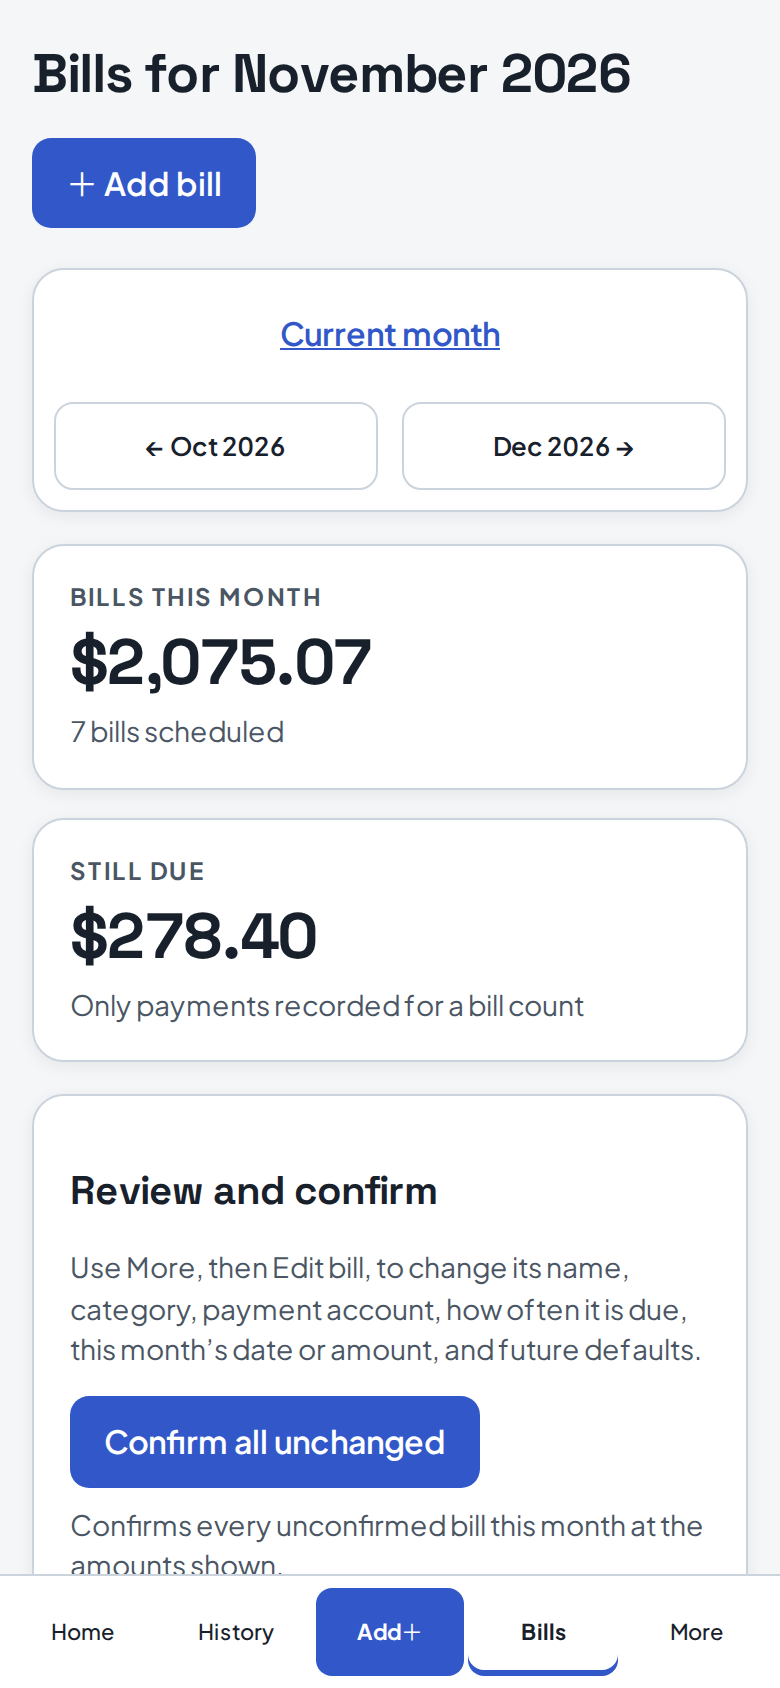 Bills for November 2026
+ Add bill
Current month
← Oct 2026
Dec 2026 →
BILLS THIS MONTH
$2,075.07
7 bills scheduled
STILL DUE
$278.40
Only payments recorded for a bill count
Review and confirm
Use More, then Edit bill, to change its name,
category, payment account, how often it is due,
this month’s date or amount, and future defaults.
Confirm all unchanged
Confirms every unconfirmed bill this month at the
amounts shown.
Home
History
Add+
Bills
More